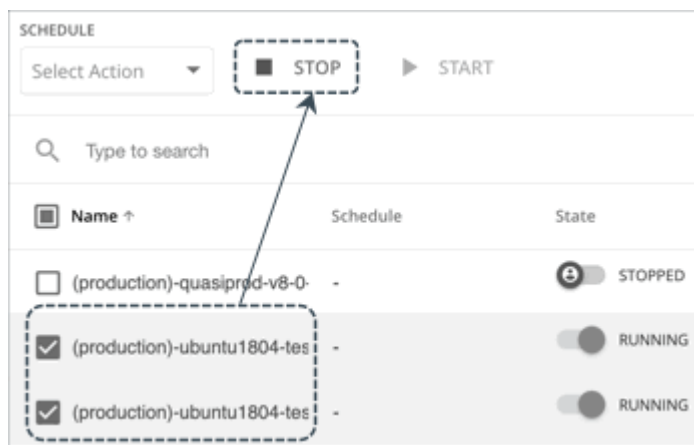 SCHEDULE
Select Action STOP START
Type to search
Name ↑ Schedule State
(production)-quasiprod-v8-0- - STOPPED
(production)-ubuntu1804-tes - RUNNING
(production)-ubuntu1804-tes - RUNNING